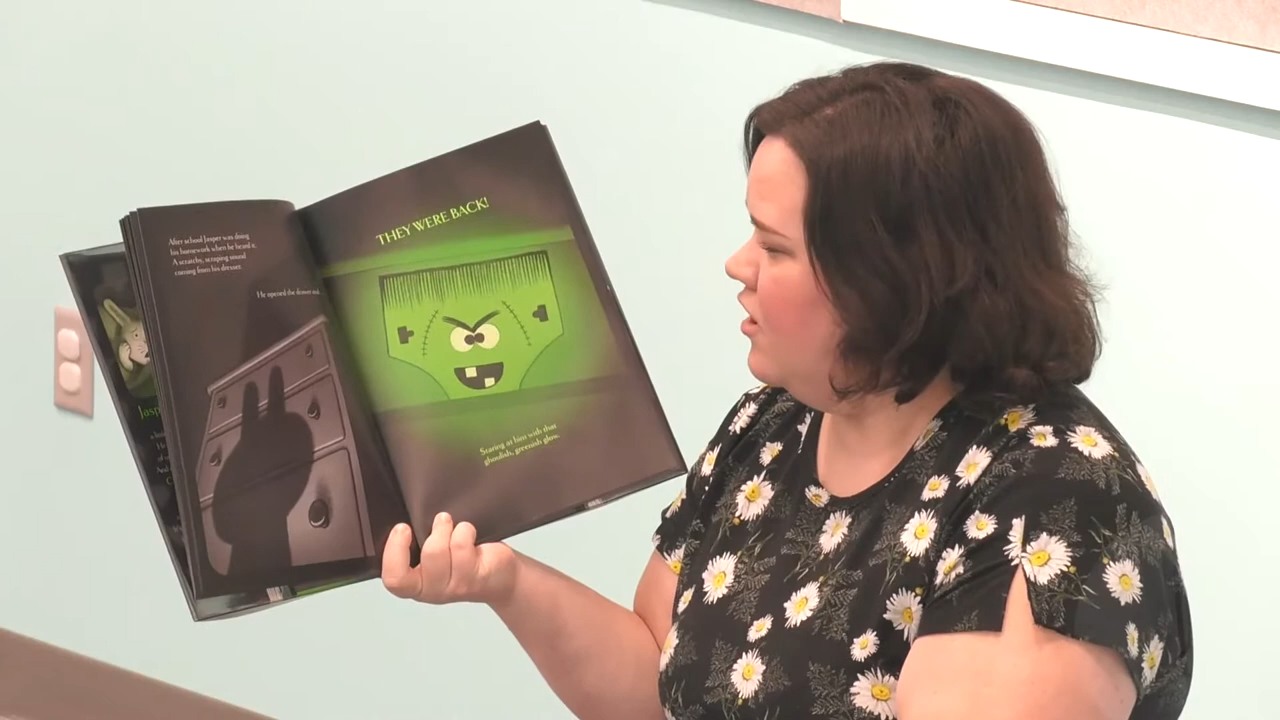 After school Jasper was doing
his homework when he heard it.
A scratchy, scraping sound
coming from his dresser.
He opened the drawer and
THEY WERE BACK!
Staring at him with that
ghoulish, greenish glow.